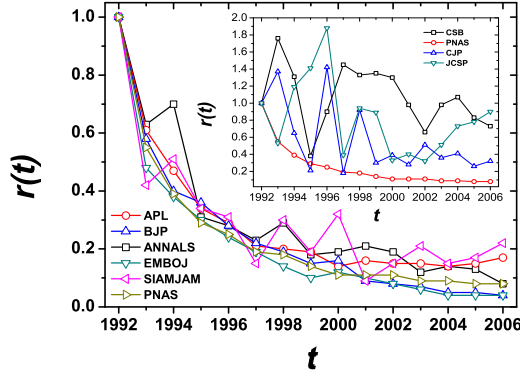 1.0
0.8
0.6
0.4
0.2
0.0
r(t)
1992 1994 1996 1998 2000 2002 2004 2006
t
APL
BJP
ANNALS
EMBOJ
SIAMJAM
PNAS
2.0
1.8
1.6
1.4
1.2
1.0
0.8
0.6
0.4
0.2
r(t)
1992 1994 1996 1998 2000 2002 2004 2006
t
CSB
PNAS
CJP
JCSP